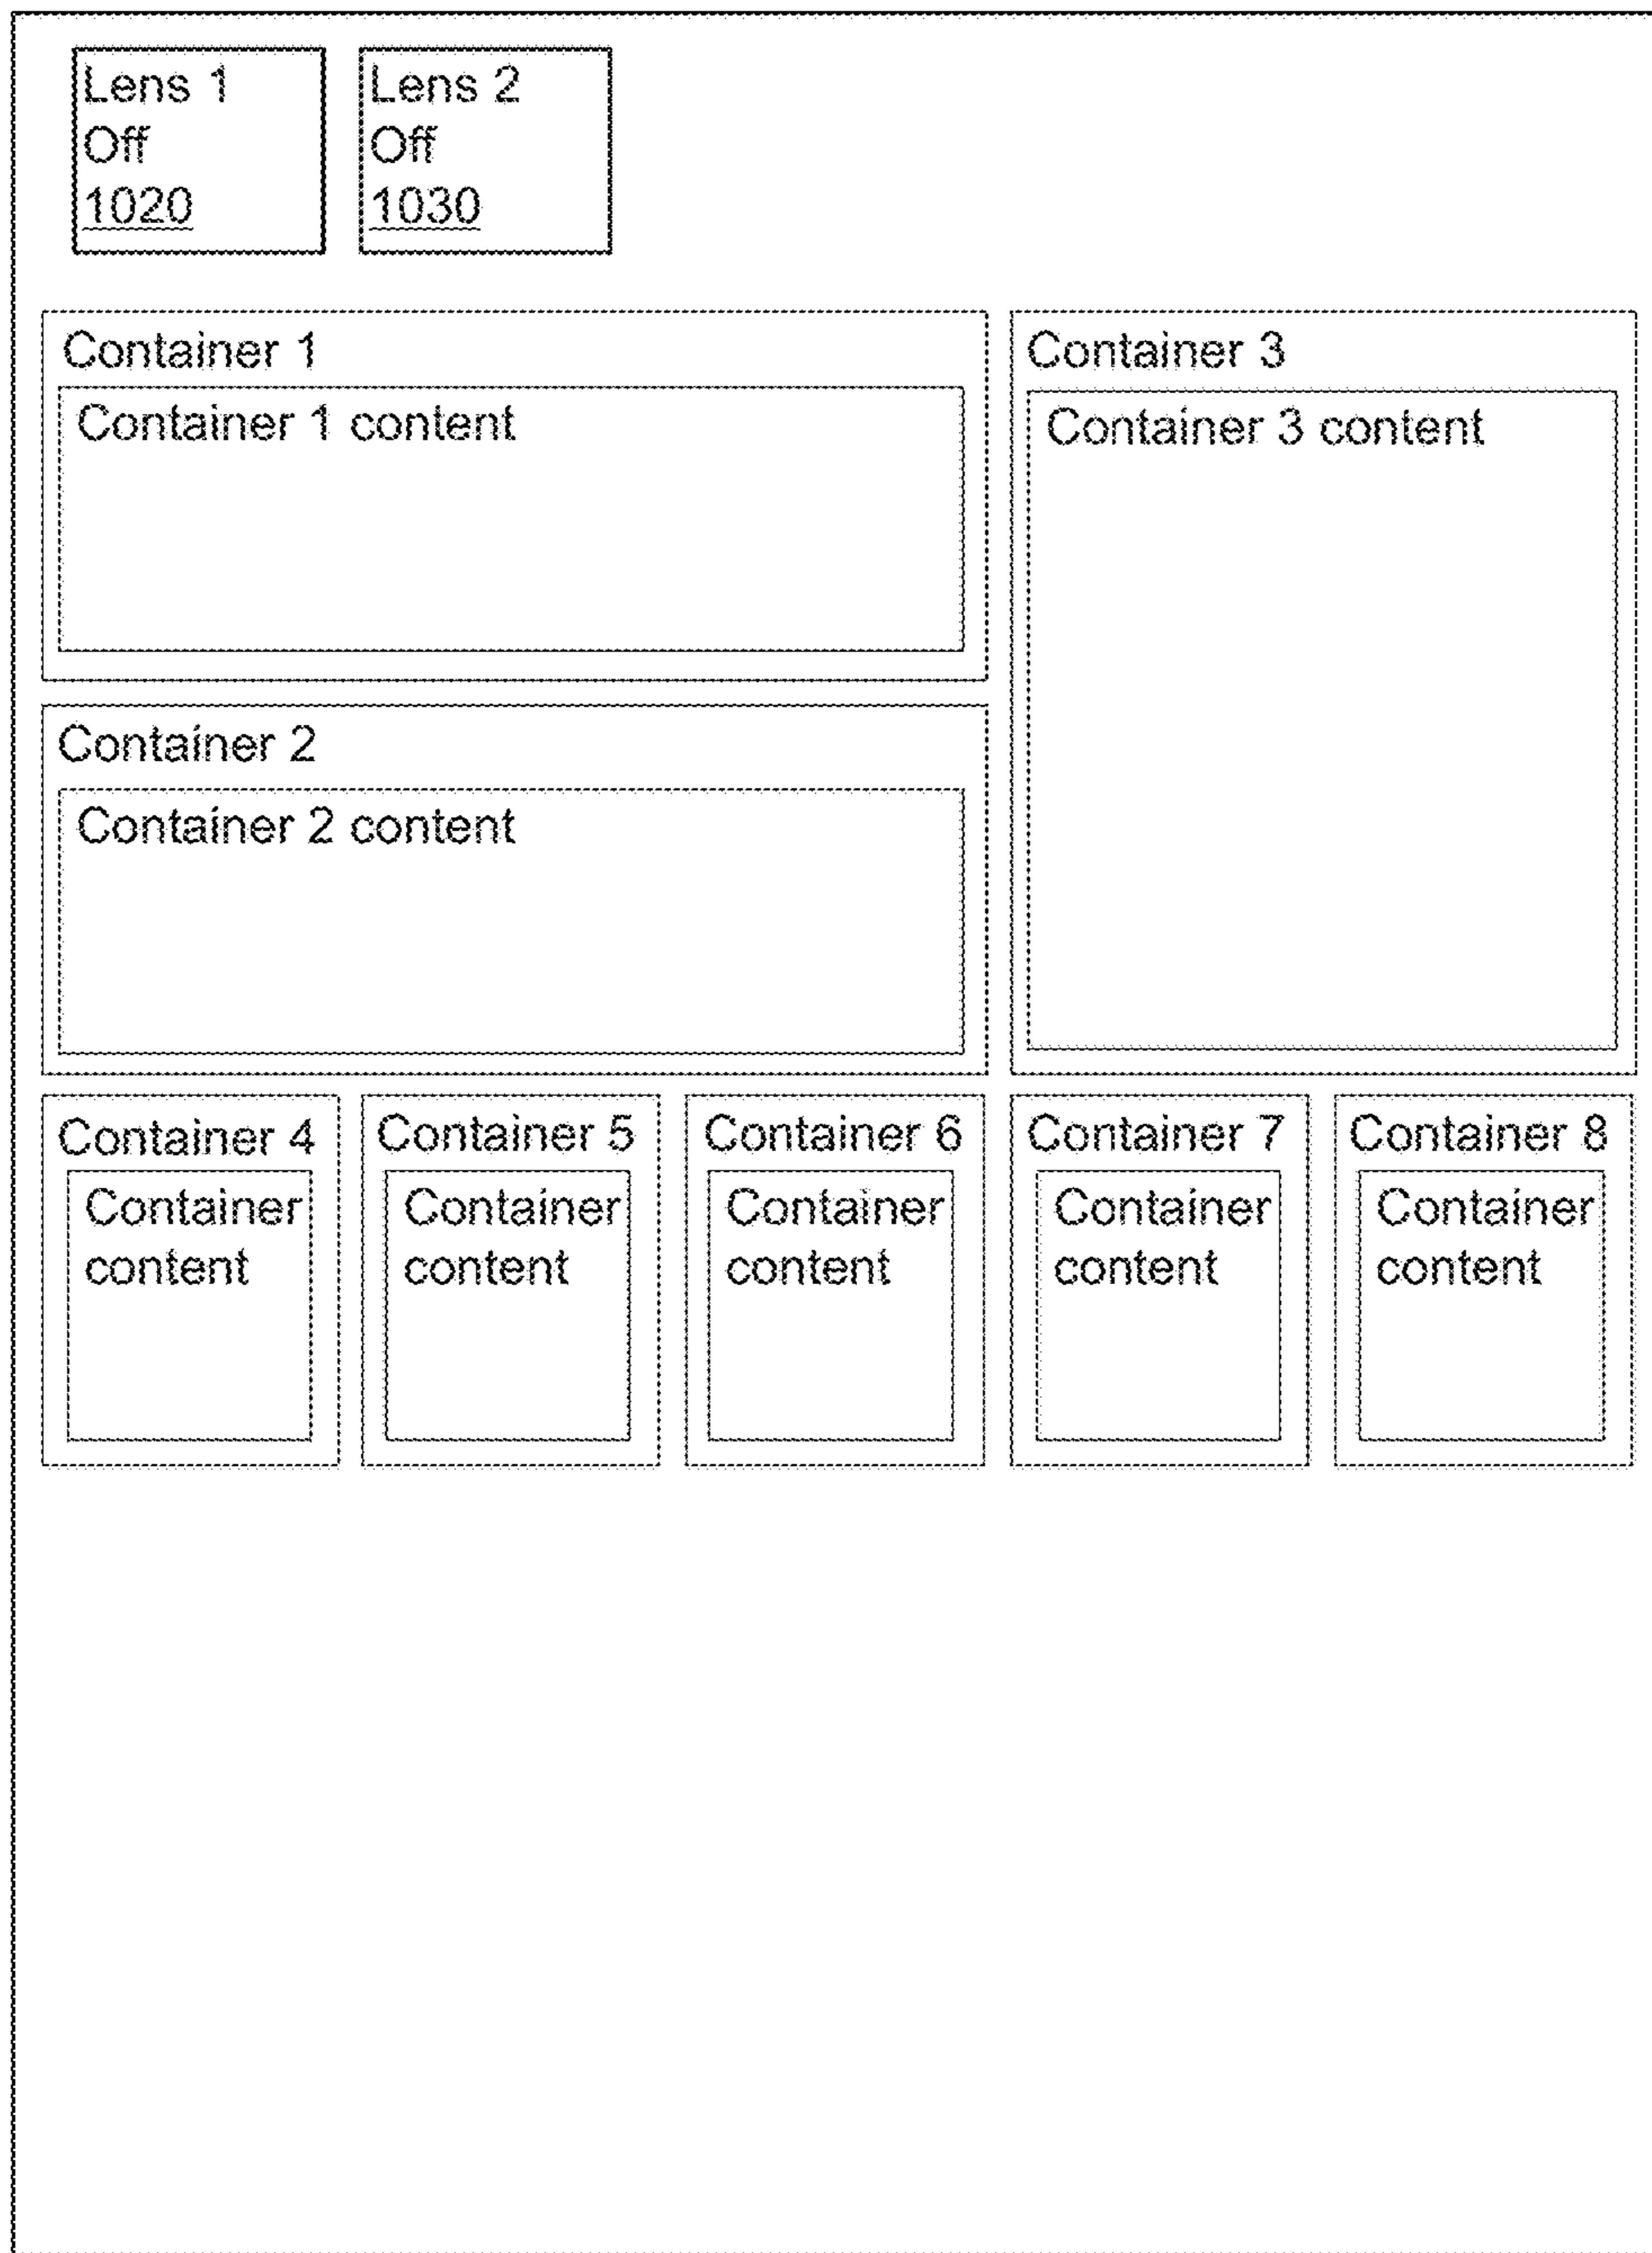 Lens 1
Off
1020
Lens 2
Off
1030
Container 1
Container 1 content
Container 2
Container 2 content
Container 3
Container 3 content
Container 4
Container
content
Container 5
Container
content
Container 6
Container
content
Container 7
Container
content
Container 8
Container
content